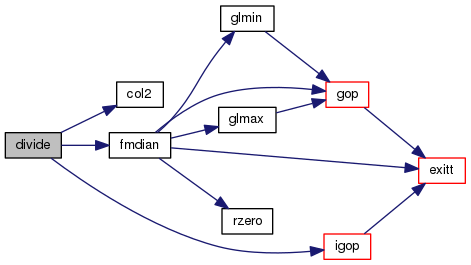 glmin
col2
gop
glmax
divide
fmdian
exitt
rzero
igop